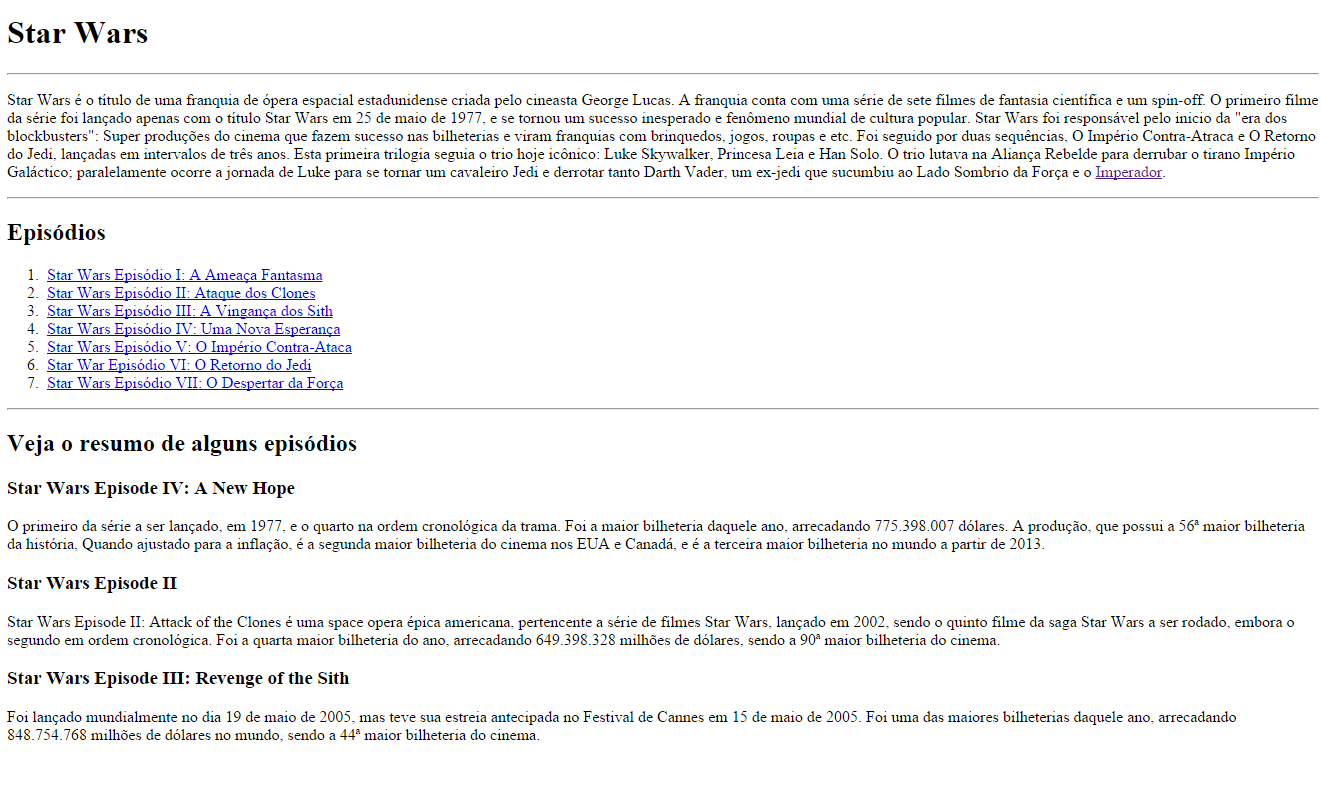 Star Wars
Star Wars é o título de uma franquia de ópera espacial estadunidense criada pelo cineasta George Lucas. A franquia conta com uma série de sete filmes de fantasia científica e um spin-off. O primeiro filme
da série foi lançado apenas com o título Star Wars em 25 de maio de 1977, e se tornou um sucesso inesperado e fenômeno mundial de cultura popular. Star Wars foi responsável pelo inicio da "era dos
blockbusters": Super produções do cinema que fazem sucesso nas bilheterias e viram franquias com brinquedos, jogos, roupas e etc. Foi seguido por duas sequências, O Império Contra-Atraca e O Retorno
do Jedi, lançadas em intervalos de três anos. Esta primeira trilogia seguia o trio hoje icônico: Luke Skywalker, Princesa Leia e Han Solo. O trio lutava na Aliança Rebelde para derrubar o tirano Império
Galáctico; paralelamente ocorre a jornada de Luke para se tornar um cavaleiro Jedi e derrotar tanto Darth Vader, um ex-jedi que sucumbiu ao Lado Sombrio da Força e o Imperador.
Episódios
1. Star Wars Episódio I: A Ameaça Fantasma
2. Star Wars Episódio II: Ataque dos Clones
3. Star Wars Episódio III: A Vingança dos Sith
4. Star Wars Episódio IV: Uma Nova Esperança
5. Star Wars Episódio V: O Império Contra-Ataca
6. Star War Episódio VI: O Retorno do Jedi
7. Star Wars Episódio VII: O Despertar da Força
Veja o resumo de alguns episódios
Star Wars Episode IV: A New Hope
O primeiro da série a ser lançado, em 1977, e o quarto na ordem cronológica da trama. Foi a maior bilheteria daquele ano, arrecadando 775.398.007 dólares. A produção, que possui a 56ª maior bilheteria
da história, Quando ajustado para a inflação, é a segunda maior bilheteria do cinema nos EUA e Canadá, e é a terceira maior bilheteria no mundo a partir de 2013.
Star Wars Episode II
Star Wars Episode II: Attack of the Clones é uma space opera épica americana, pertencente a série de filmes Star Wars, lançado em 2002, sendo o quinto filme da saga Star Wars a ser rodado, embora o
segundo em ordem cronológica. Foi a quarta maior bilheteria do ano, arrecadando 649.398.328 milhões de dólares, sendo a 90ª maior bilheteria do cinema.
Star Wars Episode III: Revenge of the Sith
Foi lançado mundialmente no dia 19 de maio de 2005, mas teve sua estreia antecipada no Festival de Cannes em 15 de maio de 2005. Foi uma das maiores bilheterias daquele ano, arrecadando
848.754.768 milhões de dólares no mundo, sendo a 44ª maior bilheteria do cinema.